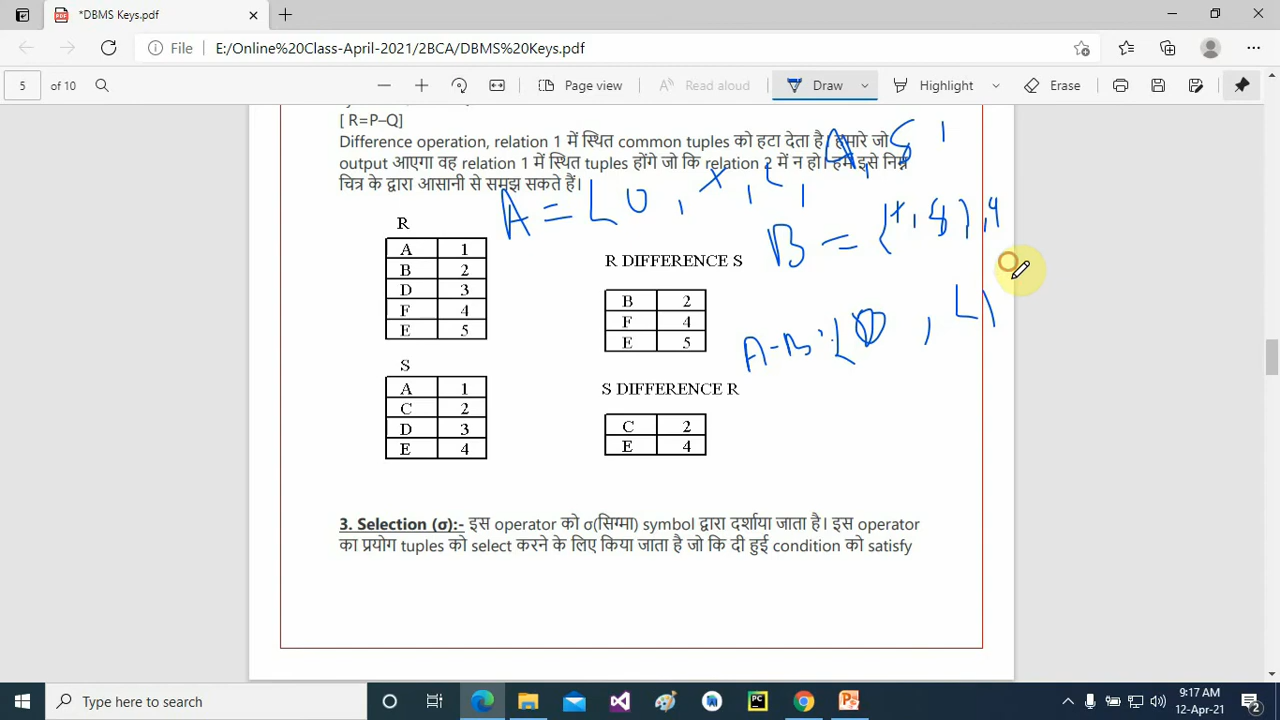 *DBMS Keys.pdf
File
E:/Online%20Class-April-2021/2BCA/DBMS%20Keys.pdf
5 of 10
Page view
Read aloud
Draw
Highlight
Erase
[ R=P–Q]
Difference operation, relation 1 में स्थित common tuples को हटा देता है। हमारे जो
output आएगा वह relation 1 में स्थित tuples होंगे जो कि relation 2 में न हो। हम इसे निम्न
चित्र के द्वारा आसानी से समझ सकते हैं।
R
A 1
B 2
D 3
F 4
E 5
S
A 1
C 2
D 3
E 4
R DIFFERENCE S
B 2
F 4
E 5
S DIFFERENCE R
C 2
E 4
A =
B =
A-B
3. Selection (σ):- इस operator को σ(सिग्मा) symbol द्वारा दर्शाया जाता है। इस operator
का प्रयोग tuples को select करने के लिए किया जाता है जो कि दी हुई condition को satisfy
Type here to search
9:17 AM
12-Apr-21
2